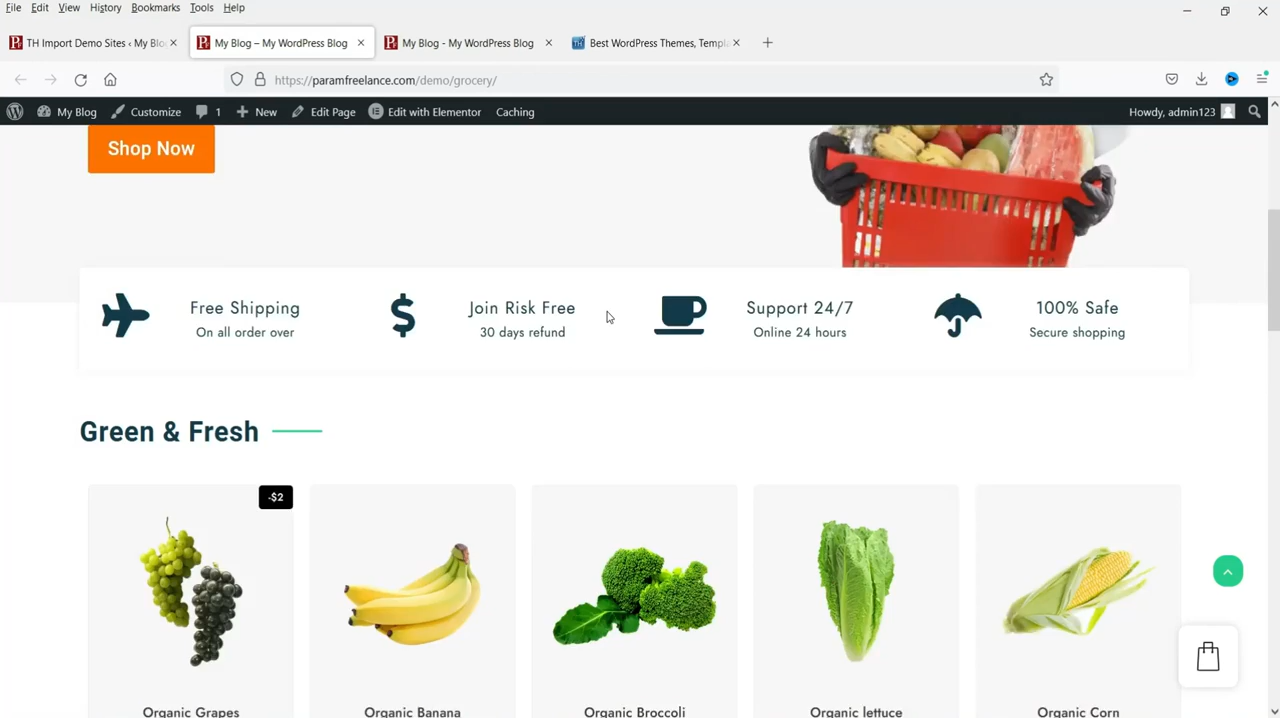 File Edit View History Bookmarks Tools Help
TH Import Demo Sites ‹ My Blo
My Blog – My WordPress Blog
My Blog - My WordPress Blog
Best WordPress Themes, Templa
https://paramfreelance.com/demo/grocery/
My Blog Customize 1 New Edit Page Edit with Elementor Caching Howdy, admin123
Shop Now
Free Shipping
On all order over
Join Risk Free
30 days refund
Support 24/7
Online 24 hours
100% Safe
Secure shopping
Green & Fresh
-$2
Organic Grapes
Organic Banana
Organic Broccoli
Organic lettuce
Organic Corn